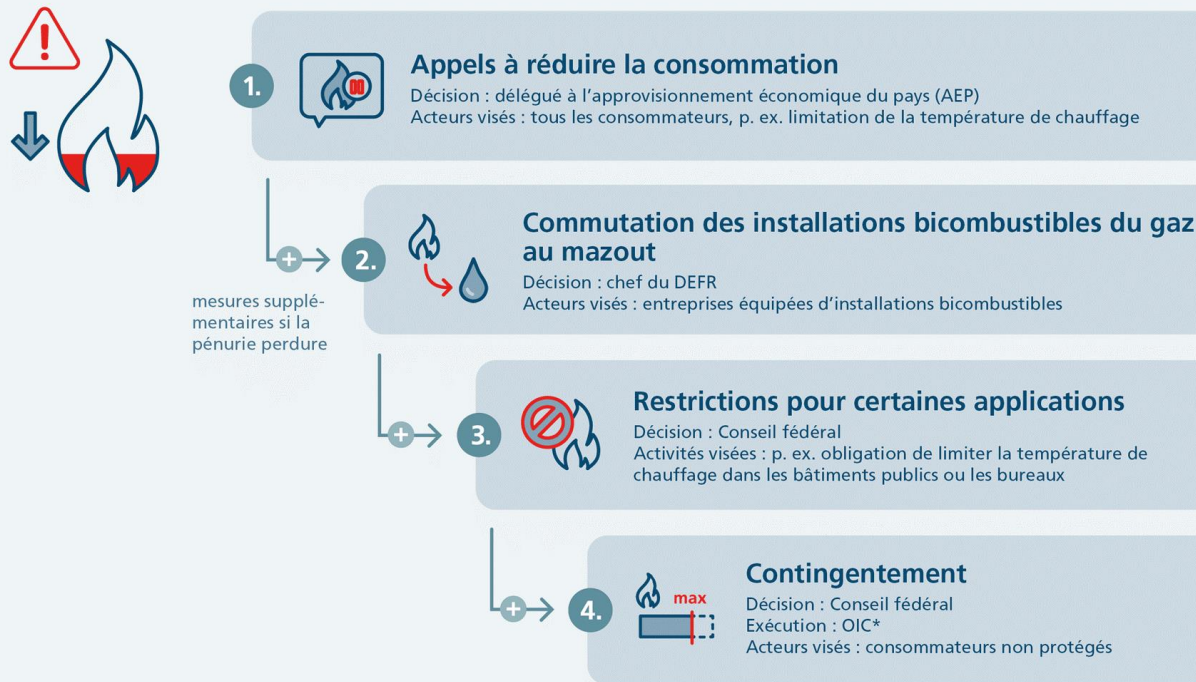 1.
Appels à réduire la consommation
Décision : délégué à l’approvisionnement économique du pays (AEP)
Acteurs visés : tous les consommateurs, p. ex. limitation de la température de chauffage
+
2.
Commutation des installations bicombustibles du gaz
au mazout
Décision : chef du DEFR
Acteurs visés : entreprises équipées d’installations bicombustibles
mesures supplé-
mentaires si la
pénurie perdure
+
3.
Restrictions pour certaines applications
Décision : Conseil fédéral
Activités visées : p. ex. obligation de limiter la température de
chauffage dans les bâtiments publics ou les bureaux
+
4.
max
Contingentement
Décision : Conseil fédéral
Exécution : OIC*
Acteurs visés : consommateurs non protégés